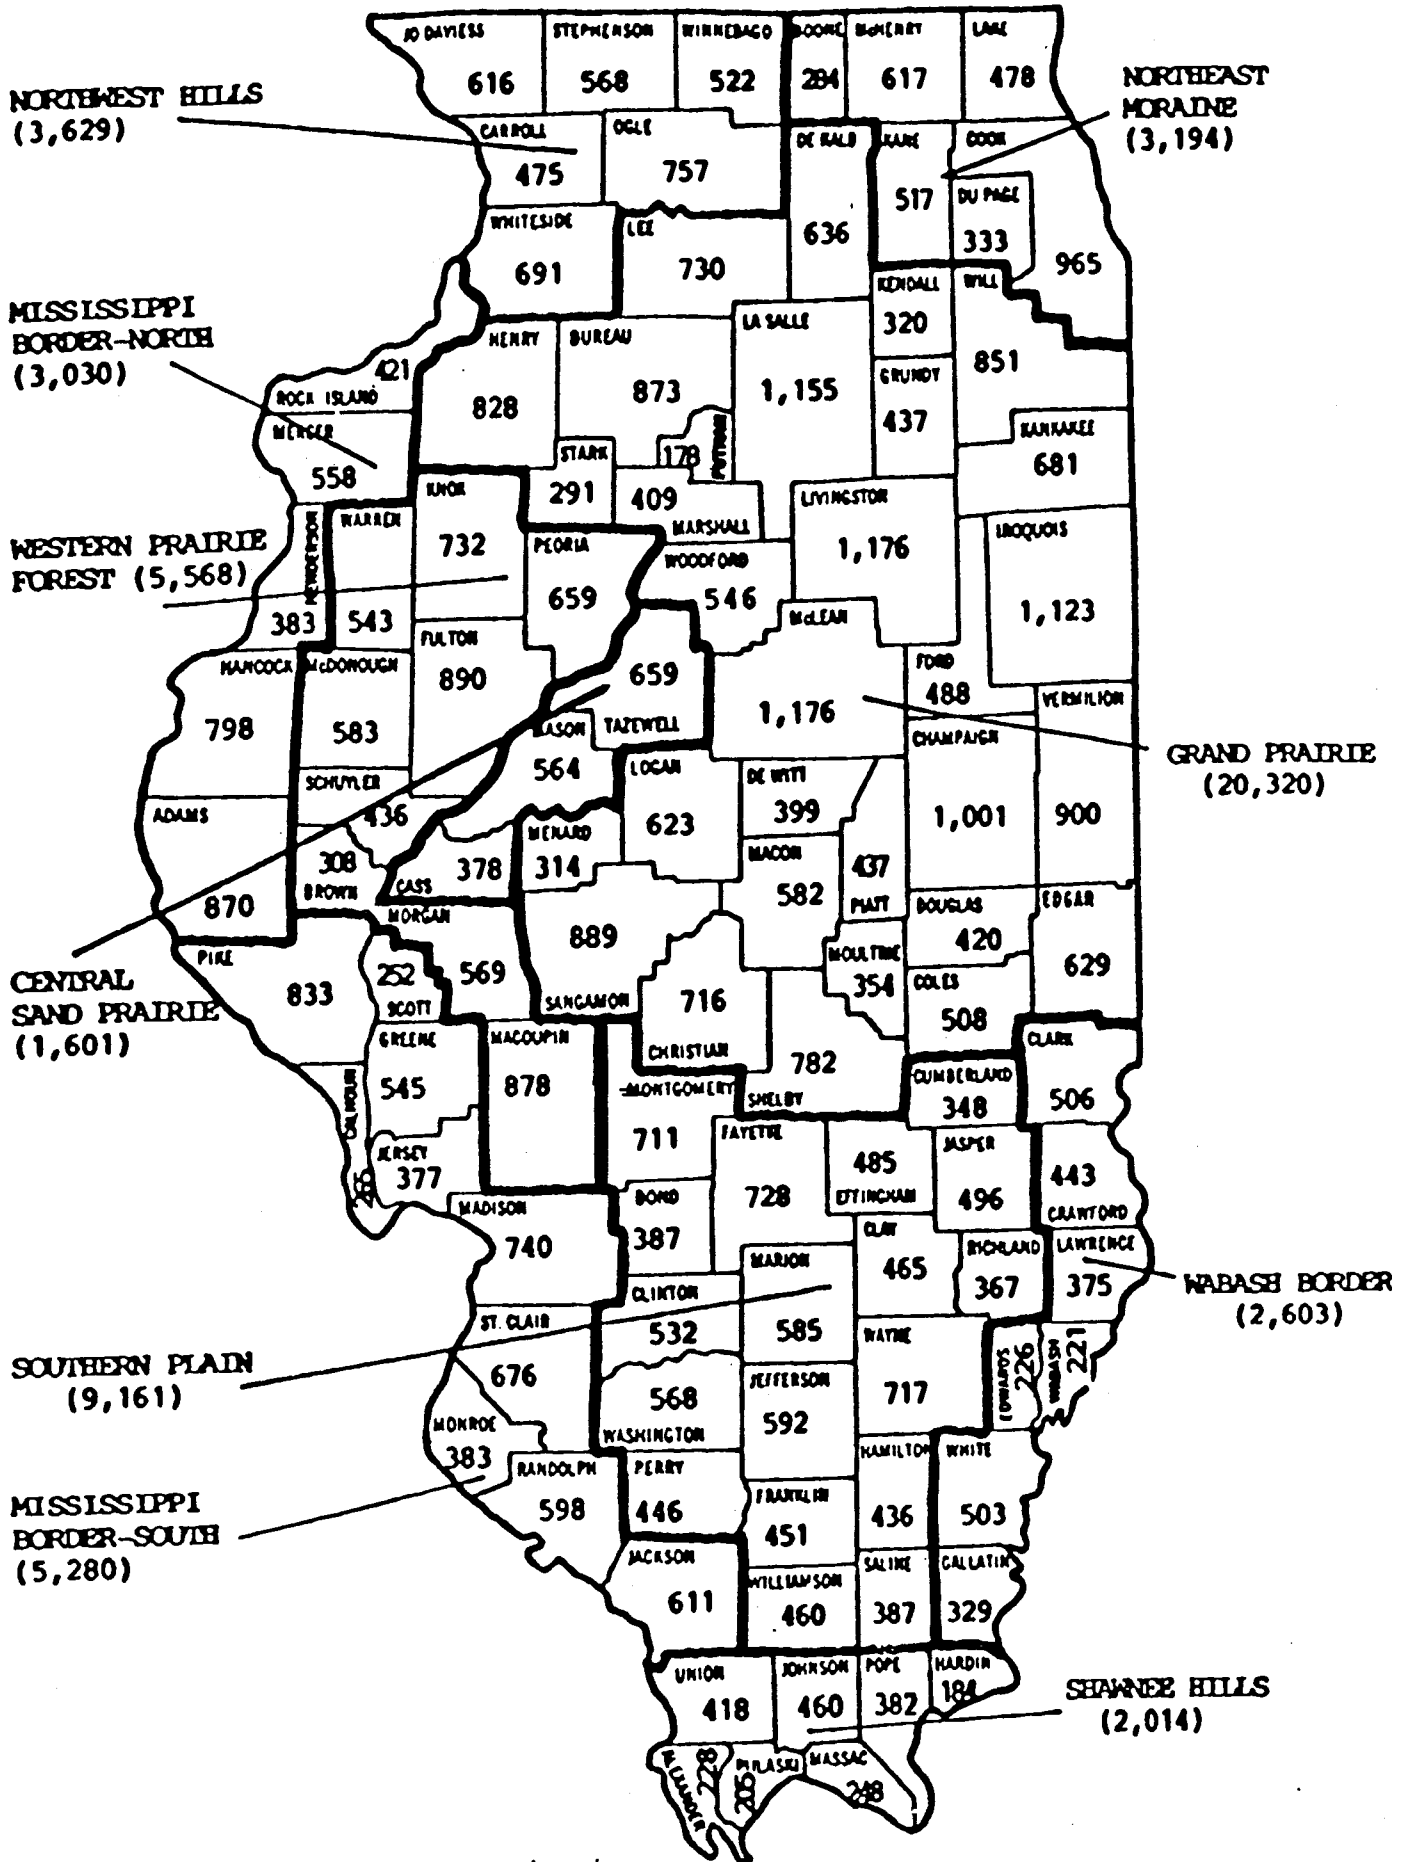 JO DAVIESS
616
STEPHENSON
568
WINNEBAGO
522
BOONE
284
McHENRY
617
LAKE
478
NORTHWEST HILLS
(3,629)
NORTHEAST
MORAINE
(3,194)
CARROLL
475
OGLE
757
DE KALB
636
KANE
517
COOK
965
DU PAGE
333
WHITESIDE
691
LEE
730
KENDALL
320
WILL
851
MISSISSIPPI
BORDER-NORTH
(3,030)
421
ROCK ISLAND
MERCER
558
HENRY
828
BUREAU
873
LA SALLE
1,155
GRUNDY
437
KANKAKEE
681
STARK
291
178
PUTNAM
409
MARSHALL
LIVINGSTON
1,176
IROQUOIS
1,123
WESTERN PRAIRIE
FOREST (5,568)
HENDERSON
383
WARREN
543
KNOX
732
PEORIA
659
WOODFORD
546
McLEAN
1,176
FORD
488
HANCOCK
798
McDONOUGH
583
FULTON
890
659
TAZEWELL
VERMILION
900
GRAND PRAIRIE
(20,320)
MASON
564
LOGAN
623
DE WITT
399
CHAMPAIGN
1,001
SCHUYLER
436
ADAMS
870
308
BROWN
CASS
378
MENARD
314
MACON
582
437
PIATT
DOUGLAS
420
EDGAR
629
CENTRAL
SAND PRAIRIE
(1,601)
PIKE
833
MORGAN
569
252
SCOTT
889
SANGAMON
716
CHRISTIAN
MOULTRIE
354
COLES
508
GREENE
545
MACOUPIN
878
MONTGOMERY
711
782
SHELBY
CUMBERLAND
348
CLARK
506
CALHOUN
265
JERSEY
377
FAYETTE
728
485
EFFINGHAM
JASPER
496
443
CRAWFORD
MADISON
740
BOND
387
CLAY
465
RICHLAND
367
LAWRENCE
375
WABASH BORDER
(2,603)
MARION
585
CLINTON
532
ST. CLAIR
676
SOUTHERN PLAIN
(9,161)
WAYNE
717
EDWARDS
226
WABASH
221
568
WASHINGTON
JEFFERSON
592
MONROE
383
RANDOLPH
598
PERRY
446
HAMILTON
436
WHITE
503
MISSISSIPPI
BORDER-SOUTH
(5,280)
FRANKLIN
451
JACKSON
611
WILLIAMSON
460
SALINE
387
GALLATIN
329
UNION
418
JOHNSON
460
POPE
382
HARDIN
184
SHAWNEE HILLS
(2,014)
ALEXANDER
228
PULASKI
205
MASSAC
248